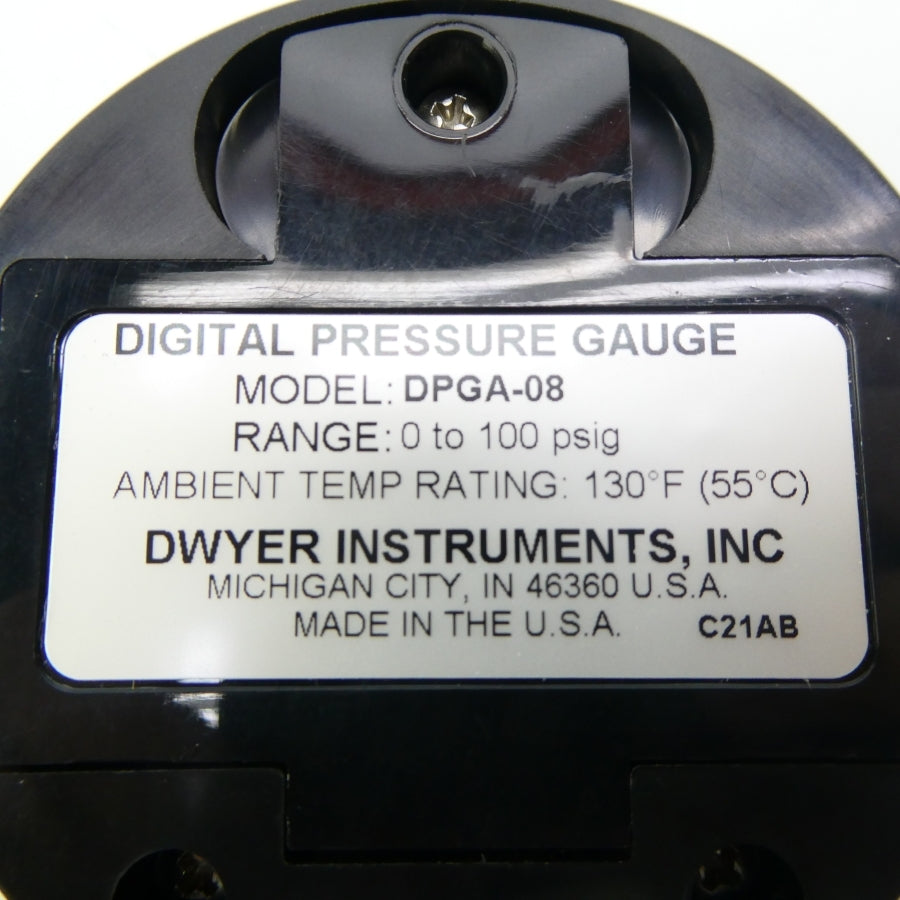 DIGITAL PRESSURE GAUGE
MODEL: DPGA-08
RANGE: 0 to 100 psig
AMBIENT TEMP RATING: 130°F (55°C)
DWYER INSTRUMENTS, INC
MICHIGAN CITY, IN 46360 U.S.A.
MADE IN THE U.S.A. C21AB